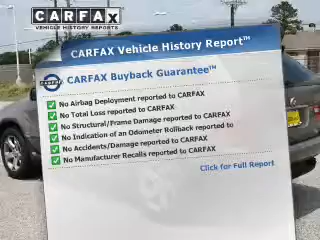 CARFAX
VEHICLE HISTORY REPORTS
CARFAX Vehicle History Report™
CARFAX Buyback Guarantee™
No Airbag Deployment reported to CARFAX
No Total Loss reported to CARFAX
No Structural/Frame Damage reported to CARFAX
No Indication of an Odometer Rollback reported to
No Accidents/Damage reported to CARFAX
No Manufacturer Recalls reported to CARFAX
Click for Full Report